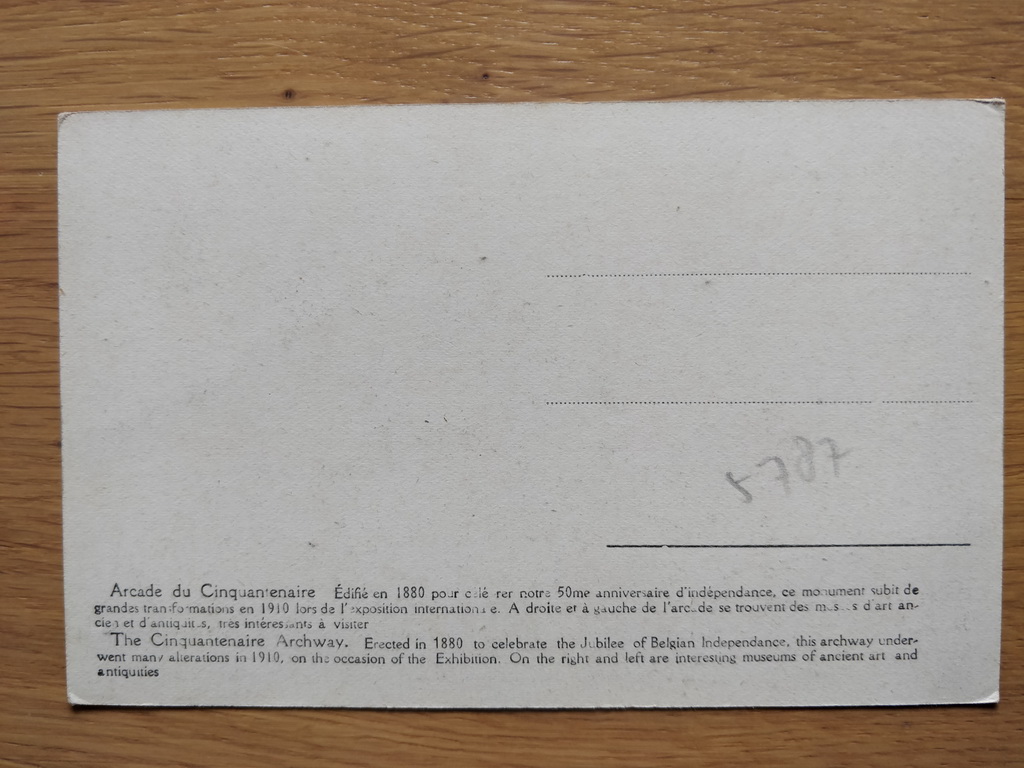 5787
Arcade du Cinquantenaire Édifié en 1880 pour célé rer notre 50me anniversaire d'indépendance, ce monument subit de
grandes transformations en 1910 lors de l'exposition internationale. A droite et à gauche de l'arcade se trouvent des musées d'art an-
cien et d'antiquités, très intéressants à visiter
The Cinquantenaire Archway. Erected in 1880 to celebrate the Jubilee of Belgian Independence, this archway under-
went many alterations in 1910, on the occasion of the Exhibition. On the right and left are interesting museums of ancient art and
antiquities